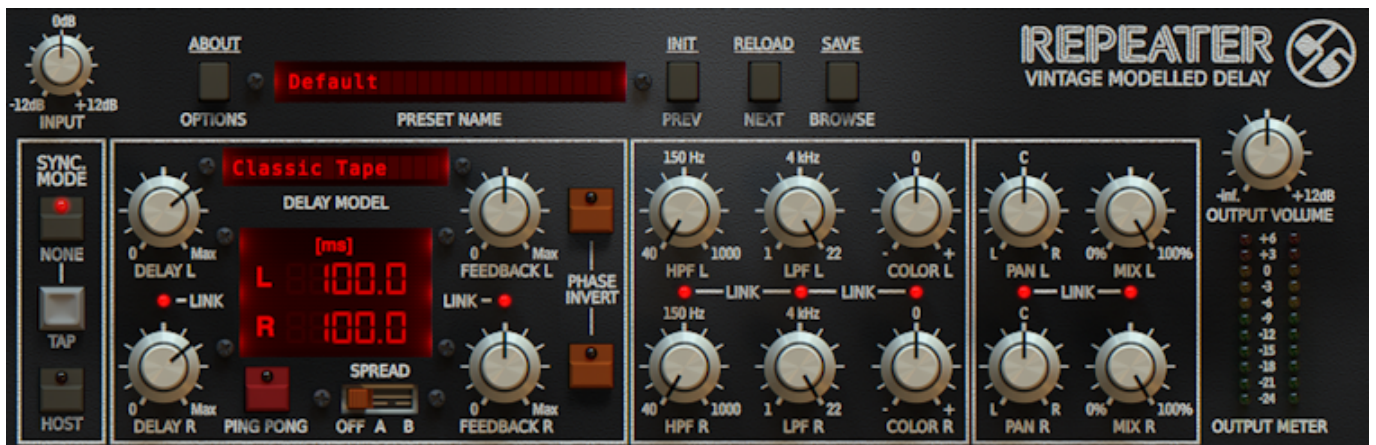 0dB
-12dB +12dB
INPUT
ABOUT
OPTIONS
Default
PRESET NAME
INIT RELOAD SAVE
PREV NEXT BROWSE
REPEATER
VINTAGE MODELLED DELAY
SYNC. MODE
NONE
TAP
HOST
Classic Tape
DELAY MODEL
0 Max
DELAY L
LINK
0 Max
DELAY R
[ms]
L 100.0
R 100.0
PING PONG
SPREAD
OFF A B
0 Max
FEEDBACK L
LINK
0 Max
FEEDBACK R
PHASE
INVERT
150 Hz 4 kHz 0
40 1000 1 22 - +
HPF L LPF L COLOR L
LINK LINK
150 Hz 4 kHz 0
40 1000 1 22 - +
HPF R LPF R COLOR R
C
L R 0% 100%
PAN L MIX L
LINK
C
L R 0% 100%
PAN R MIX R
-inf. +12dB
OUTPUT VOLUME
+6
+3
0
-3
-6
-9
-12
-15
-18
-21
-24
OUTPUT METER